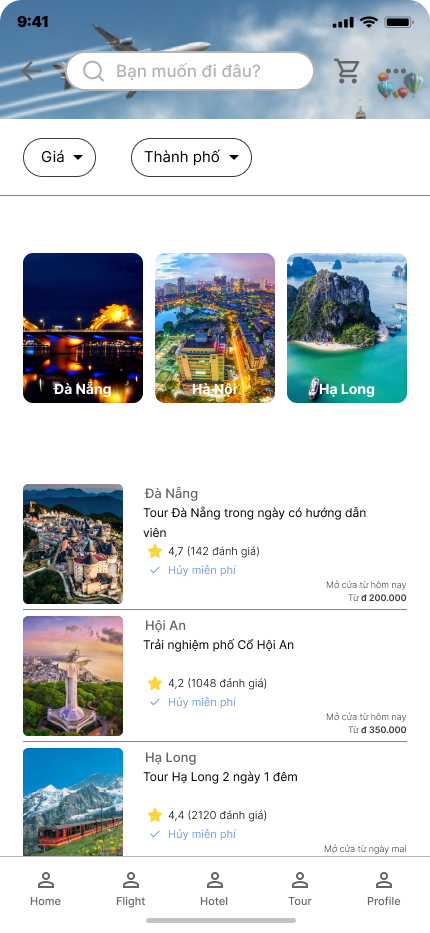 9:41
Bạn muốn đi đâu?
Giá
Thành phố
Đà Nẵng
Hà Nội
Hạ Long
Đà Nẵng
Tour Đà Nẵng trong ngày có hướng dẫn
viên
4,7 (142 đánh giá)
Hủy miễn phí
Mở cửa từ hôm nay
Từ đ 200.000
Hội An
Trải nghiệm phố Cổ Hội An
4,2 (1048 đánh giá)
Hủy miễn phí
Mở cửa từ hôm nay
Từ đ 350.000
Hạ Long
Tour Hạ Long 2 ngày 1 đêm
4,4 (2120 đánh giá)
Hủy miễn phí
Mở cửa từ ngày mai
Home
Flight
Hotel
Tour
Profile